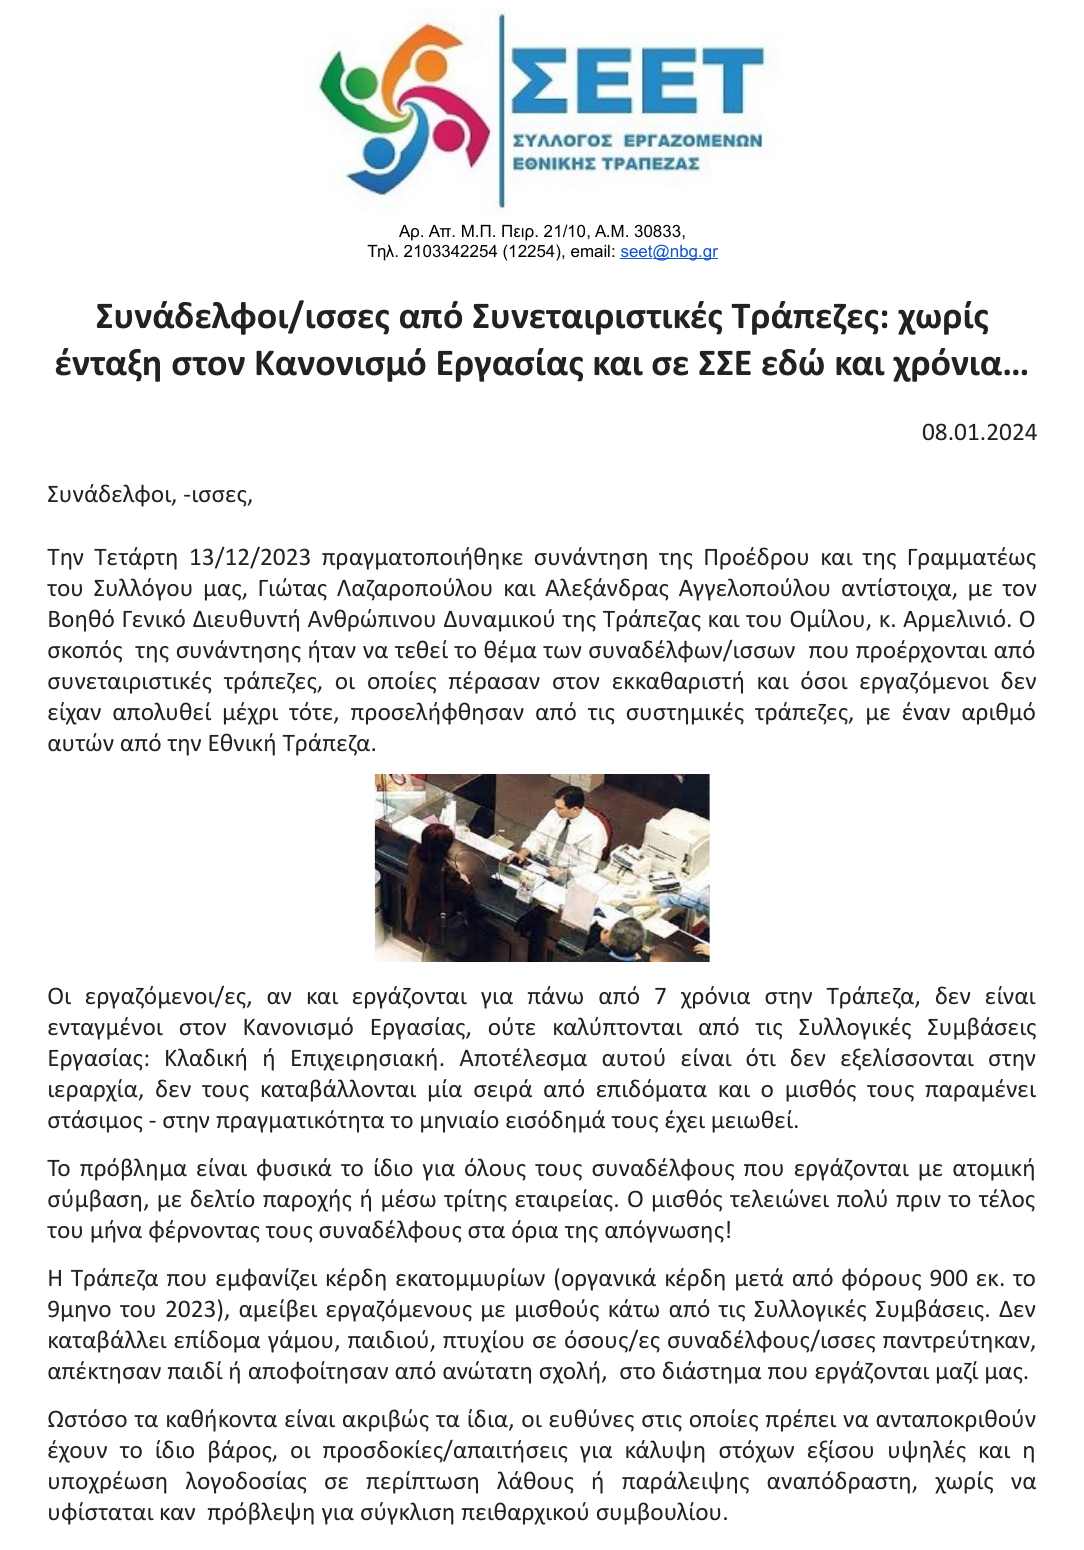 ΣΕΕΤ
ΣΥΛΛΟΓΟΣ ΕΡΓΑΖΟΜΕΝΩΝ
ΕΘΝΙΚΗΣ ΤΡΑΠΕΖΑΣ
Αρ. Απ. Μ.Π. Πειρ. 21/10, Α.Μ. 30833,
Τηλ. 2103342254 (12254), email: seet@nbg.gr
Συνάδελφοι/ισσες από Συνεταιριστικές Τράπεζες: χωρίς
ένταξη στον Κανονισμό Εργασίας και σε ΣΣΕ εδώ και χρόνια…
08.01.2024
Συνάδελφοι, -ισσες,
Την Τετάρτη 13/12/2023 πραγματοποιήθηκε συνάντηση της Προέδρου και της Γραμματέως
του Συλλόγου μας, Γιώτας Λαζαροπούλου και Αλεξάνδρας Αγγελοπούλου αντίστοιχα, με τον
Βοηθό Γενικό Διευθυντή Ανθρώπινου Δυναμικού της Τράπεζας και του Ομίλου, κ. Αρμελινιό. Ο
σκοπός  της συνάντησης ήταν να τεθεί το θέμα των συναδέλφων/ισσων  που προέρχονται από
συνεταιριστικές τράπεζες, οι οποίες πέρασαν στον εκκαθαριστή και όσοι εργαζόμενοι δεν
είχαν απολυθεί μέχρι τότε, προσελήφθησαν από τις συστημικές τράπεζες, με έναν αριθμό
αυτών από την Εθνική Τράπεζα.
Οι εργαζόμενοι/ες, αν και εργάζονται για πάνω από 7 χρόνια στην Τράπεζα, δεν είναι
ενταγμένοι στον Κανονισμό Εργασίας, ούτε καλύπτονται από τις Συλλογικές Συμβάσεις
Εργασίας: Κλαδική ή Επιχειρησιακή. Αποτέλεσμα αυτού είναι ότι δεν εξελίσσονται στην
ιεραρχία, δεν τους καταβάλλονται μία σειρά από επιδόματα και ο μισθός τους παραμένει
στάσιμος - στην πραγματικότητα το μηνιαίο εισόδημά τους έχει μειωθεί.
Το πρόβλημα είναι φυσικά το ίδιο για όλους τους συναδέλφους που εργάζονται με ατομική
σύμβαση, με δελτίο παροχής ή μέσω τρίτης εταιρείας. Ο μισθός τελειώνει πολύ πριν το τέλος
του μήνα φέρνοντας τους συναδέλφους στα όρια της απόγνωσης!
Η Τράπεζα που εμφανίζει κέρδη εκατομμυρίων (οργανικά κέρδη μετά από φόρους 900 εκ. το
9μηνο του 2023), αμείβει εργαζόμενους με μισθούς κάτω από τις Συλλογικές Συμβάσεις. Δεν
καταβάλλει επίδομα γάμου, παιδιού, πτυχίου σε όσους/ες συναδέλφους/ισσες παντρεύτηκαν,
απέκτησαν παιδί ή αποφοίτησαν από ανώτατη σχολή,  στο διάστημα που εργάζονται μαζί μας.
Ωστόσο τα καθήκοντα είναι ακριβώς τα ίδια, οι ευθύνες στις οποίες πρέπει να ανταποκριθούν
έχουν το ίδιο βάρος, οι προσδοκίες/απαιτήσεις για κάλυψη στόχων εξίσου υψηλές και η
υποχρέωση λογοδοσίας σε περίπτωση λάθους ή παράλειψης αναπόδραστη, χωρίς να
υφίσταται καν  πρόβλεψη για σύγκλιση πειθαρχικού συμβουλίου.